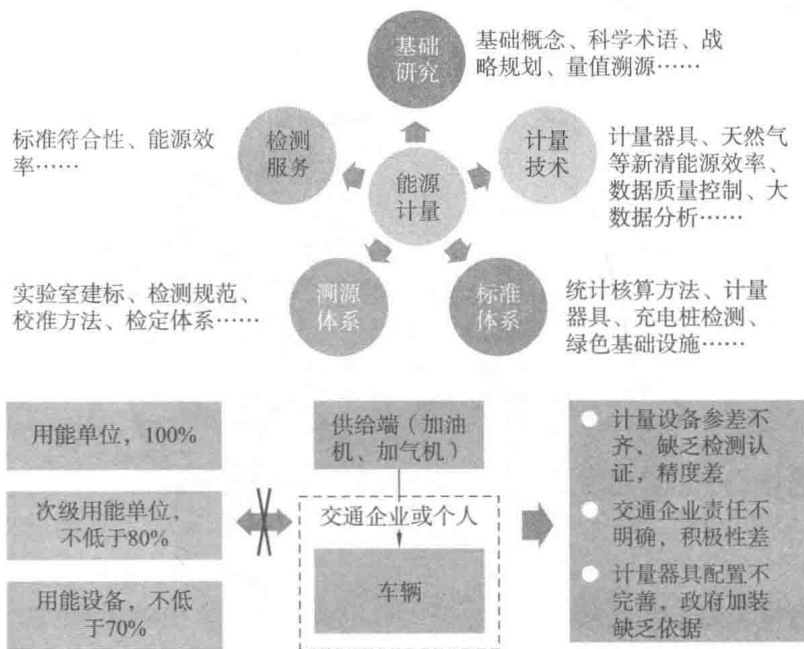 基础
研究
基础概念、科学术语、战
略规划、量值溯源……
标准符合性、能源效
率……
检测
服务
能源
计量
计量
技术
计量器具、天然气
等新清能源效率、
数据质量控制、大
数据分析……
实验室建标、检测规范、
校准方法、检定体系……
溯源
体系
标准
体系
统计核算方法、计量
器具、充电桩检测、
绿色基础设施……
用能单位，100%
次级用能单位，
不低于80%
用能设备，不低
于70%
供给端（加油
机、加气机）
交通企业或个人
车辆
计量设备参差不
齐，缺乏检测认
证，精度差
交通企业责任不
明确，积极性差
计量器具配置不
完善，政府加装
缺乏依据